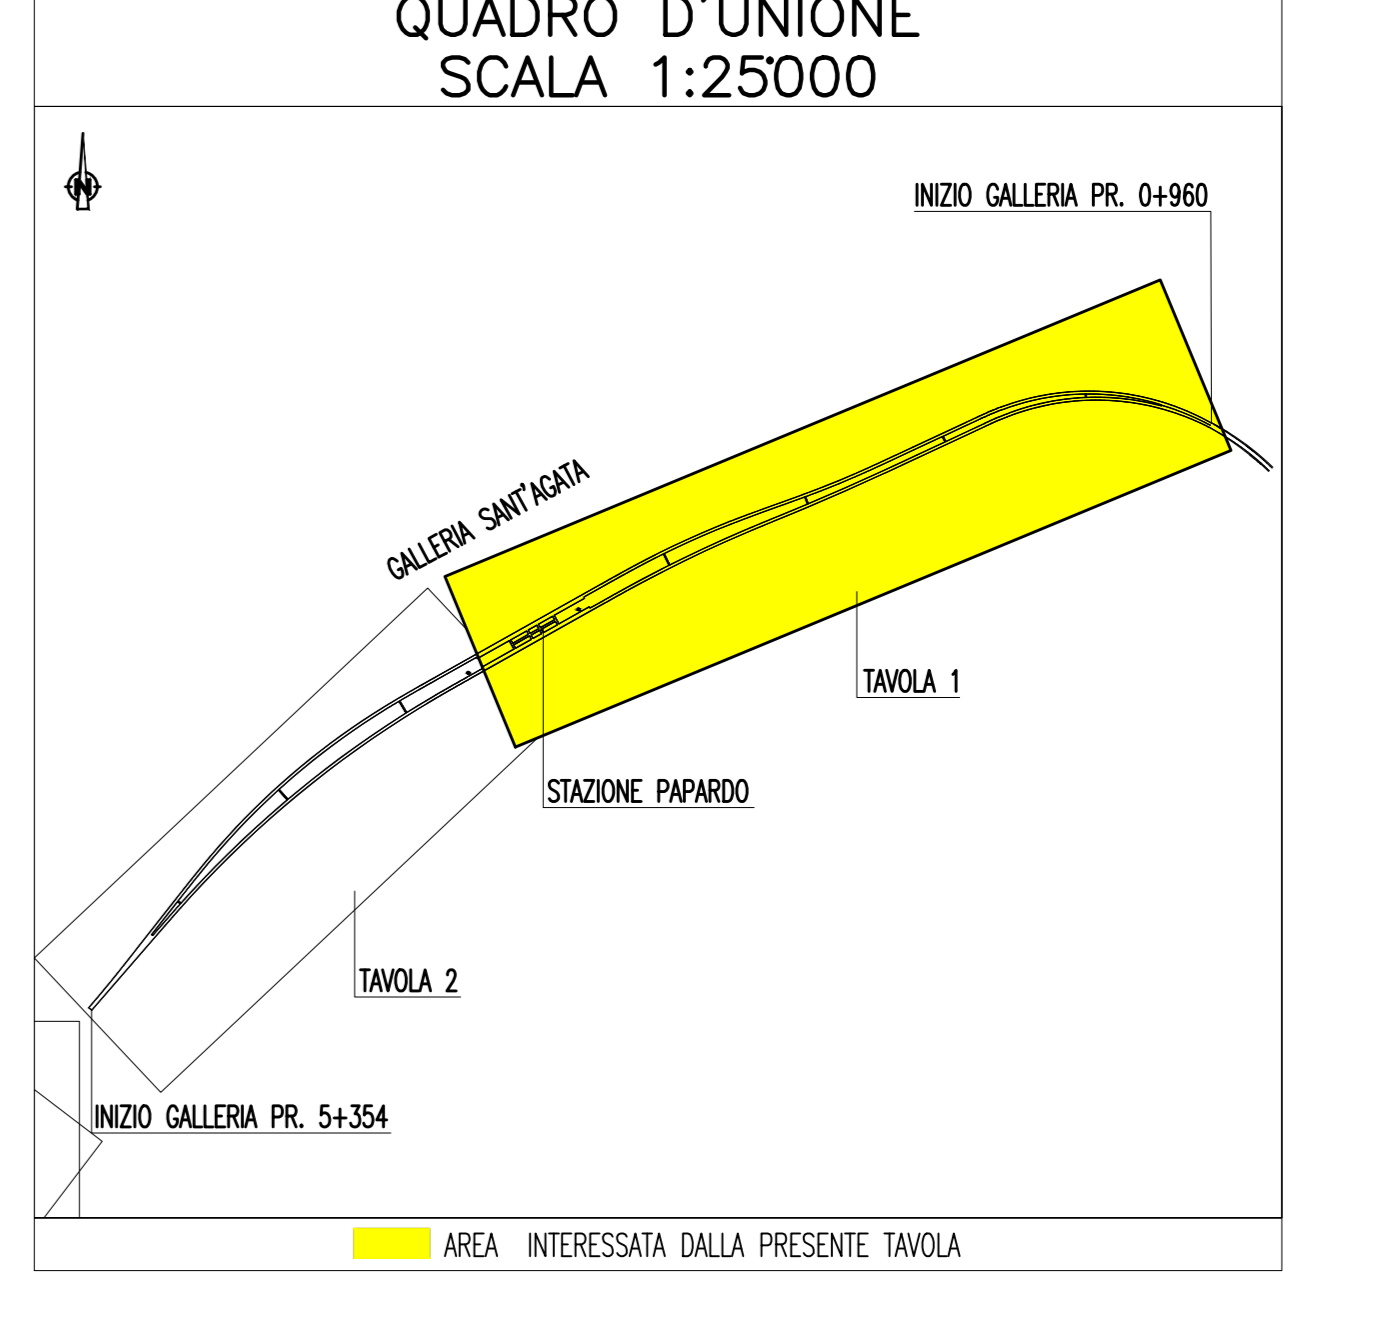 QUADRO D'UNIONE
SCALA 1:25'000
N
INIZIO GALLERIA PR. 0+960
GALLERIA SANT'AGATA
TAVOLA 1
STAZIONE PAPARDO
TAVOLA 2
INIZIO GALLERIA PR. 5+354
AREA INTERESSATA DALLA PRESENTE TAVOLA